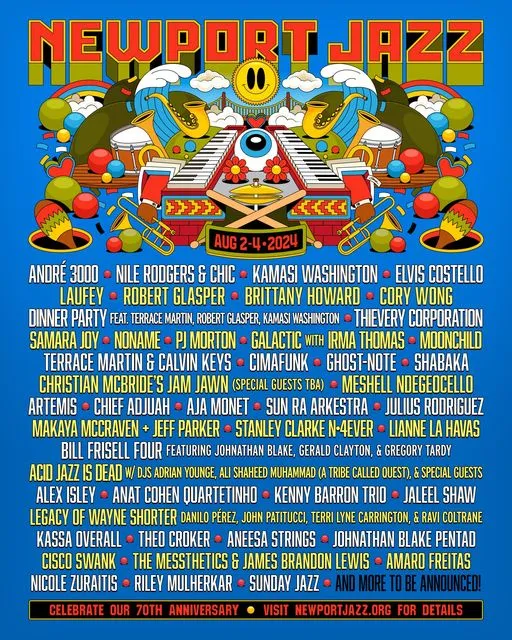 NEWPORT JAZZ
AUG 2-4 • 2024
ANDRÉ 3000 • NILE RODGERS & CHIC • KAMASI WASHINGTON • ELVIS COSTELLO
LAUFEY • ROBERT GLASPER • BRITTANY HOWARD • CORY WONG
DINNER PARTY FEAT. TERRACE MARTIN, ROBERT GLASPER, KAMASI WASHINGTON • THIEVERY CORPORATION
SAMARA JOY • NONAME • PJ MORTON • GALACTIC WITH IRMA THOMAS • MOONCHILD
TERRACE MARTIN & CALVIN KEYS • CIMAFUNK • GHOST-NOTE • SHABAKA
CHRISTIAN MCBRIDE'S JAM JAWN (SPECIAL GUESTS TBA) • MESHELL NDEGEOCELLO
ARTEMIS • CHIEF ADJUAH • AJA MONET • SUN RA ARKESTRA • JULIUS RODRIGUEZ
MAKAYA MCCRAVEN + JEFF PARKER • STANLEY CLARKE N•4EVER • LIANNE LA HAVAS
BILL FRISELL FOUR FEATURING JOHNATHAN BLAKE, GERALD CLAYTON, & GREGORY TARDY
ACID JAZZ IS DEAD W/ DJS ADRIAN YOUNGE, ALI SHAHEED MUHAMMAD (A TRIBE CALLED QUEST), & SPECIAL GUESTS
ALEX ISLEY • ANAT COHEN QUARTETINHO • KENNY BARRON TRIO • JALEEL SHAW
LEGACY OF WAYNE SHORTER DANILO PÉREZ, JOHN PATITUCCI, TERRI LYNE CARRINGTON, & RAVI COLTRANE
KASSA OVERALL • THEO CROKER • ANEESA STRINGS • JOHNATHAN BLAKE PENTAD
CISCO SWANK • THE MESSTHETICS & JAMES BRANDON LEWIS • AMARO FREITAS
NICOLE ZURAITIS • RILEY MULHERKAR • SUNDAY JAZZ • AND MORE TO BE ANNOUNCED!
CELEBRATE OUR 70TH ANNIVERSARY • VISIT NEWPORTJAZZ.ORG FOR DETAILS